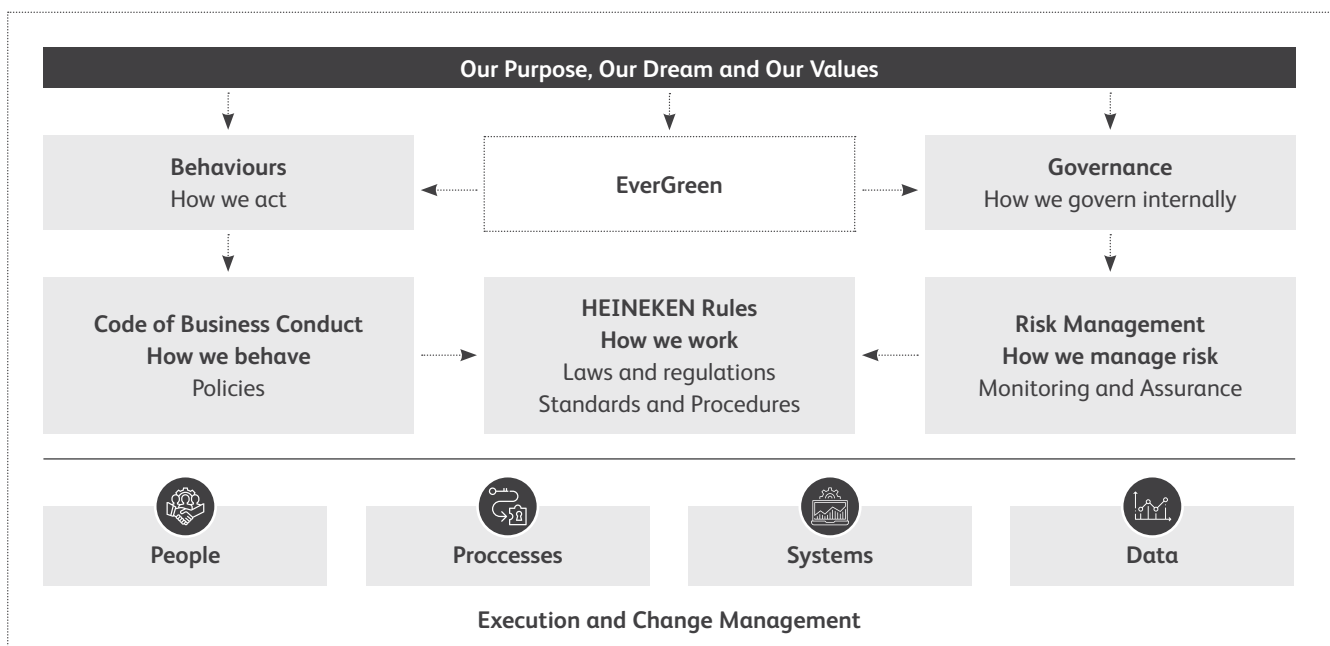 Our Purpose, Our Dream and Our Values
Behaviours
How we act
EverGreen
Governance
How we govern internally
Code of Business Conduct
How we behave
Policies
HEINEKEN Rules
How we work
Laws and regulations
Standards and Procedures
Risk Management
How we manage risk
Monitoring and Assurance
People
Proccesses
Systems
Data
Execution and Change Management